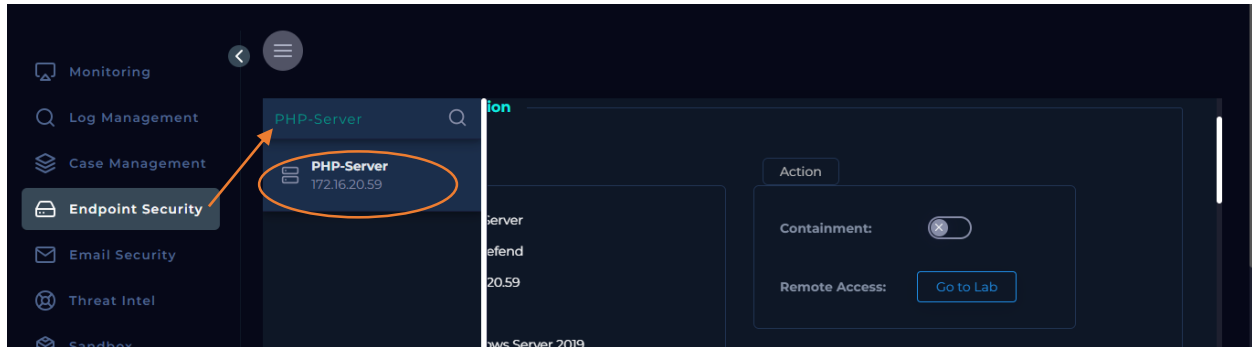 Monitoring
Log Management
Case Management
Endpoint Security
Email Security
Threat Intel
Sandbox
PHP-Server
PHP-Server
172.16.20.59
ion
Server
efend
20.59
ows Server 2019
Action
Containment:
Remote Access:
Go to Lab